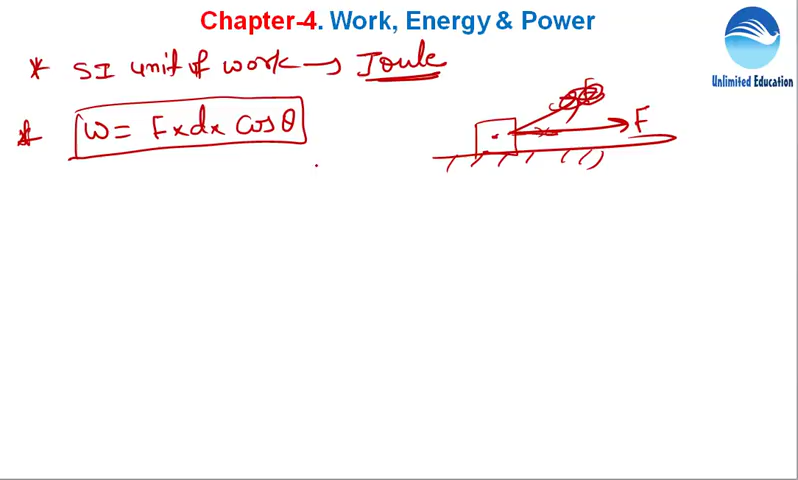 Chapter-4. Work, Energy & Power
Unlimited Education
* SI unit of work → Joule
* W = F x d x cos θ
F